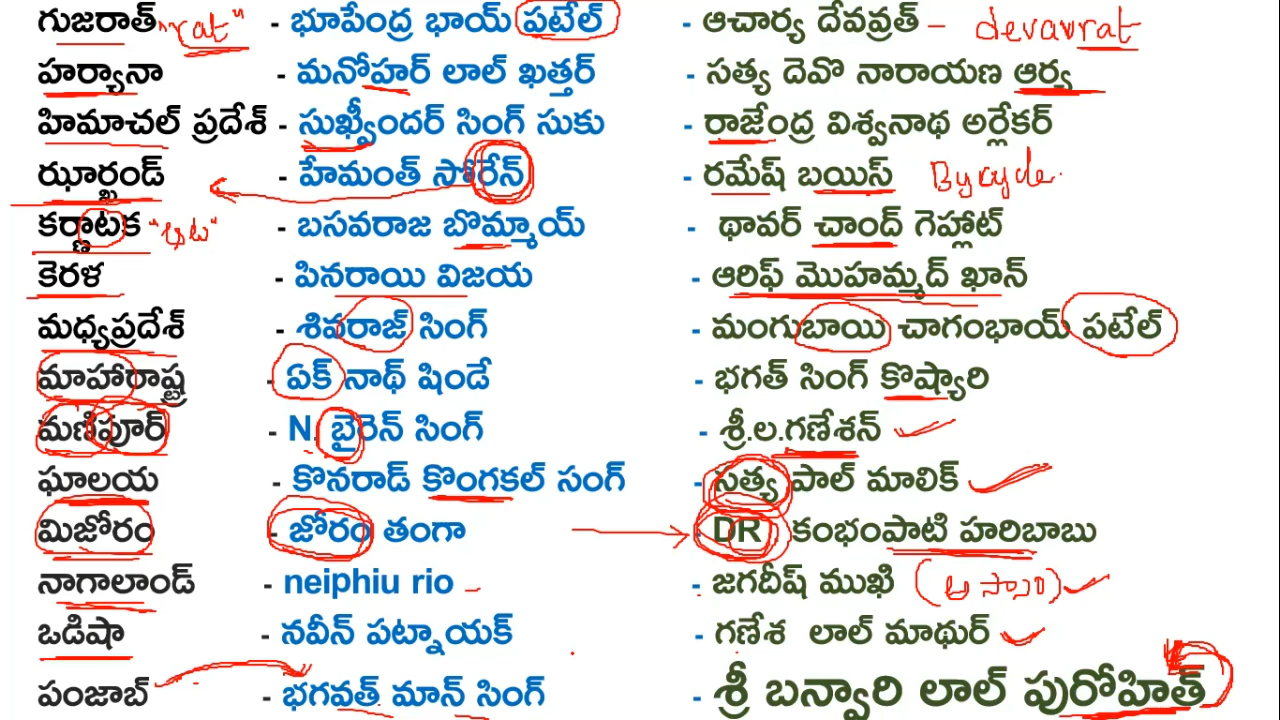 గుజరాత్ "rat" - భూపేంద్ర భాయ్ పటేల్ - ఆచార్య దేవవ్రత్ - devavrat
హర్యానా - మనోహర్ లాల్ ఖత్తర్ - సత్య దెవొ నారాయణ ఆర్య
హిమాచల్ ప్రదేశ్ - సుఖ్వీందర్ సింగ్ సుకు - రాజేంద్ర విశ్వనాథ అర్లేకర్
ఝార్ఖండ్ - హేమంత్ సోరేన్ - రమేష్ బయిస్ Bycycle.
కర్ణాటక "ఆట" - బసవరాజ బొమ్మాయ్ - థావర్ చాంద్ గెహ్లాట్
కెరళ - పినరాయి విజయ - ఆరిఫ్ మొహమ్మద్ ఖాన్
మధ్యప్రదేశ్ - శివరాజ్ సింగ్ - మంగుబాయి చాగంభాయ్ పటేల్
మాహారాష్ట్ర - ఏక్ నాథ్ షిండే - భగత్ సింగ్ కొష్యారి
మణిపూర్ - N. బైరెన్ సింగ్ - శ్రీ.ల.గణేశన్
ఘాలయ - కొనరాడ్ కొంగకల్ సంగ్ - సత్య పాల్ మాలిక్
మిజోరం - జోరం తంగా - DR కంభంపాటి హరిబాబు
నాగాలాండ్ - neiphiu rio - జగదీష్ ముఖి (అస్సాం)
ఒడిషా - నవీన్ పట్నాయక్ - గణేశ లాల్ మాథుర్
పంజాబ్ - భగవత్ మాన్ సింగ్ - శ్రీ బన్వారి లాల్ పురోహిత్